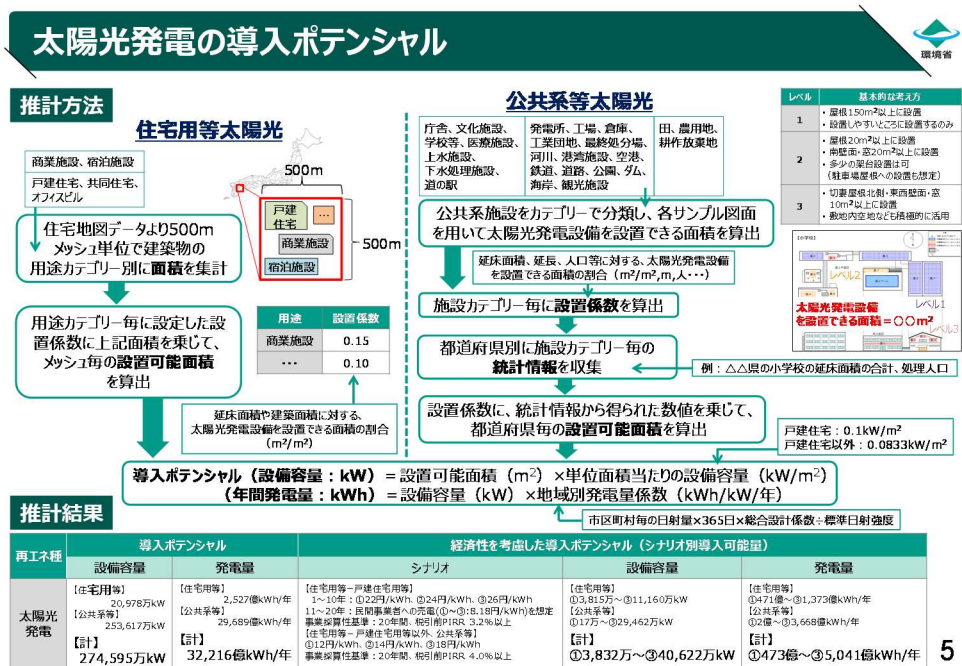 太陽光発電の導入ポテンシャル
環境省
推計方法
住宅用等太陽光
商業施設、宿泊施設
戸建住宅、共同住宅、
オフィスビル
500m
500m
戸建
住宅
…
商業施設
宿泊施設
住宅地図データより500m
メッシュ単位で建築物の
用途カテゴリー別に面積を集計
用途カテゴリー毎に設定した設
置係数に上記面積を乗じて、
メッシュ毎の設置可能面積
を算出
用途 設置係数
商業施設 0.15
… 0.10
延床面積や建築面積に対する、
太陽光発電設備を設置できる面積の割合
(m²/m²)
公共系等太陽光
庁舎、文化施設、
学校等、医療施設、
上水施設、
下水処理施設、
道の駅
発電所、工場、倉庫、
工業団地、最終処分場、
河川、港湾施設、空港、
鉄道、道路、公園、ダム、
海岸、観光施設
田、農用地、
耕作放棄地
公共系施設をカテゴリーで分類し、各サンプル図面
を用いて太陽光発電設備を設置できる面積を算出
延床面積、延長、人口等に対する、太陽光発電設備
を設置できる面積の割合(m²/m²,m,人・・・)
施設カテゴリー毎に設置係数を算出
都道府県別に施設カテゴリー毎の
統計情報を収集
例:△△県の小学校の延床面積の合計、処理人口
設置係数に、統計情報から得られた数値を乗じて、
都道府県毎の設置可能面積を算出
戸建住宅:0.1kW/m²
戸建住宅以外:0.0833kW/m²
レベル 基本的な考え方
1 ・屋根150m²以上に設置
・設置しやすいところに設置するのみ
2 ・屋根20m²以上に設置
・南壁面・窓20m²以上に設置
・多少の架台設置は可
(駐車場屋根への設置も想定)
3 ・切妻屋根北側・東西壁面・窓
10m²以上に設置
・敷地内空地なども積極的に活用
【小学校】
レベル2
レベル1
太陽光発電設備
を設置できる面積=○○m²
レベル3
導入ポテンシャル(設備容量:kW)=設置可能面積(m²)×単位面積当たりの設備容量(kW/m²)
(年間発電量:kWh)=設備容量(kW)×地域別発電量係数(kWh/kW/年)
市区町村毎の日射量×365日×総合設計係数÷標準日射強度
推計結果
再エネ種 導入ポテンシャル 経済性を考慮した導入ポテンシャル(シナリオ別導入可能量)
設備容量 発電量 シナリオ 設備容量 発電量
太陽光
発電
【住宅用等】
20,978万kW
【公共系等】
253,617万kW
【計】
274,595万kW
【住宅用等】
2,527億kWh/年
【公共系等】
29,689億kWh/年
【計】
32,216億kWh/年
【住宅用等-戸建住宅用等】
1~10年:①22円/kWh、②24円/kWh、③26円/kWh
11~20年:民間事業者への売電(①~③:8.18円/kWh)を想定
事業採算性基準:20年間、税引前PIRR 3.2%以上
【住宅用等-戸建住宅用等以外、公共系等】
①12円/kWh、②14円/kWh、③18円/kWh
事業採算性基準:20年間、税引前PIRR 4.0%以上
【住宅用等】
①3,815万~③11,160万kW
【公共系等】
①17万~③29,462万kW
【計】
①3,832万~③40,622万kW
【住宅用等】
①471億~③1,373億kWh/年
【公共系等】
①2億~③3,668億kWh/年
【計】
①473億~③5,041億kWh/年
5